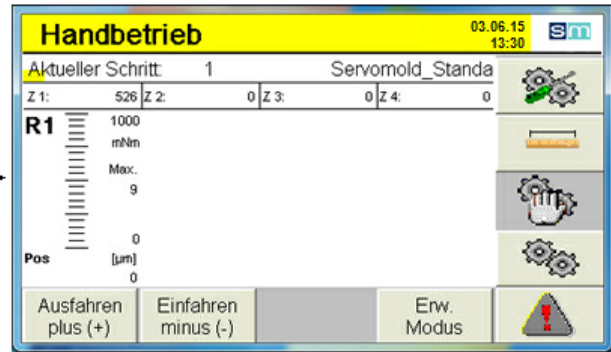 Handbetrieb
03.06.15
13:30
sm
Aktueller Schritt: 1 Servomold_Standa
Z 1: 526 Z 2: 0 Z 3: 0 Z 4: 0
R1 1000
mNm
Max.
9
0
Pos [µm]
0
Ausfahren
plus (+)
Einfahren
minus (-)
Erw.
Modus